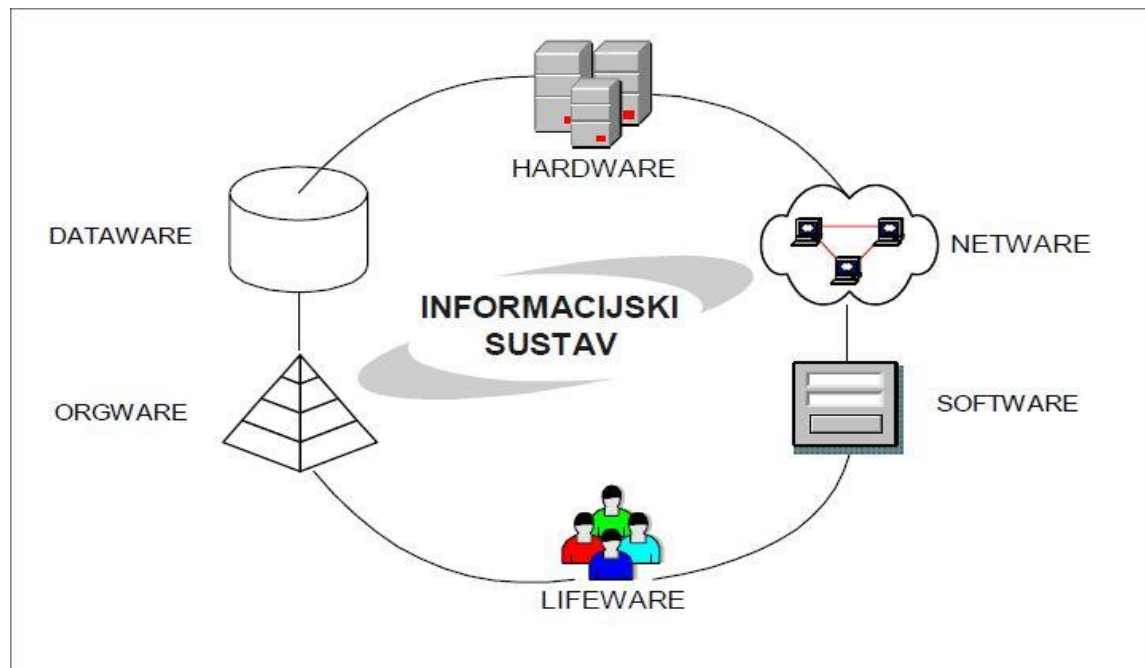 HARDWARE
DATAWARE
NETWARE
INFORMACIJSKI
SUSTAV
ORGWARE
SOFTWARE
LIFEWARE